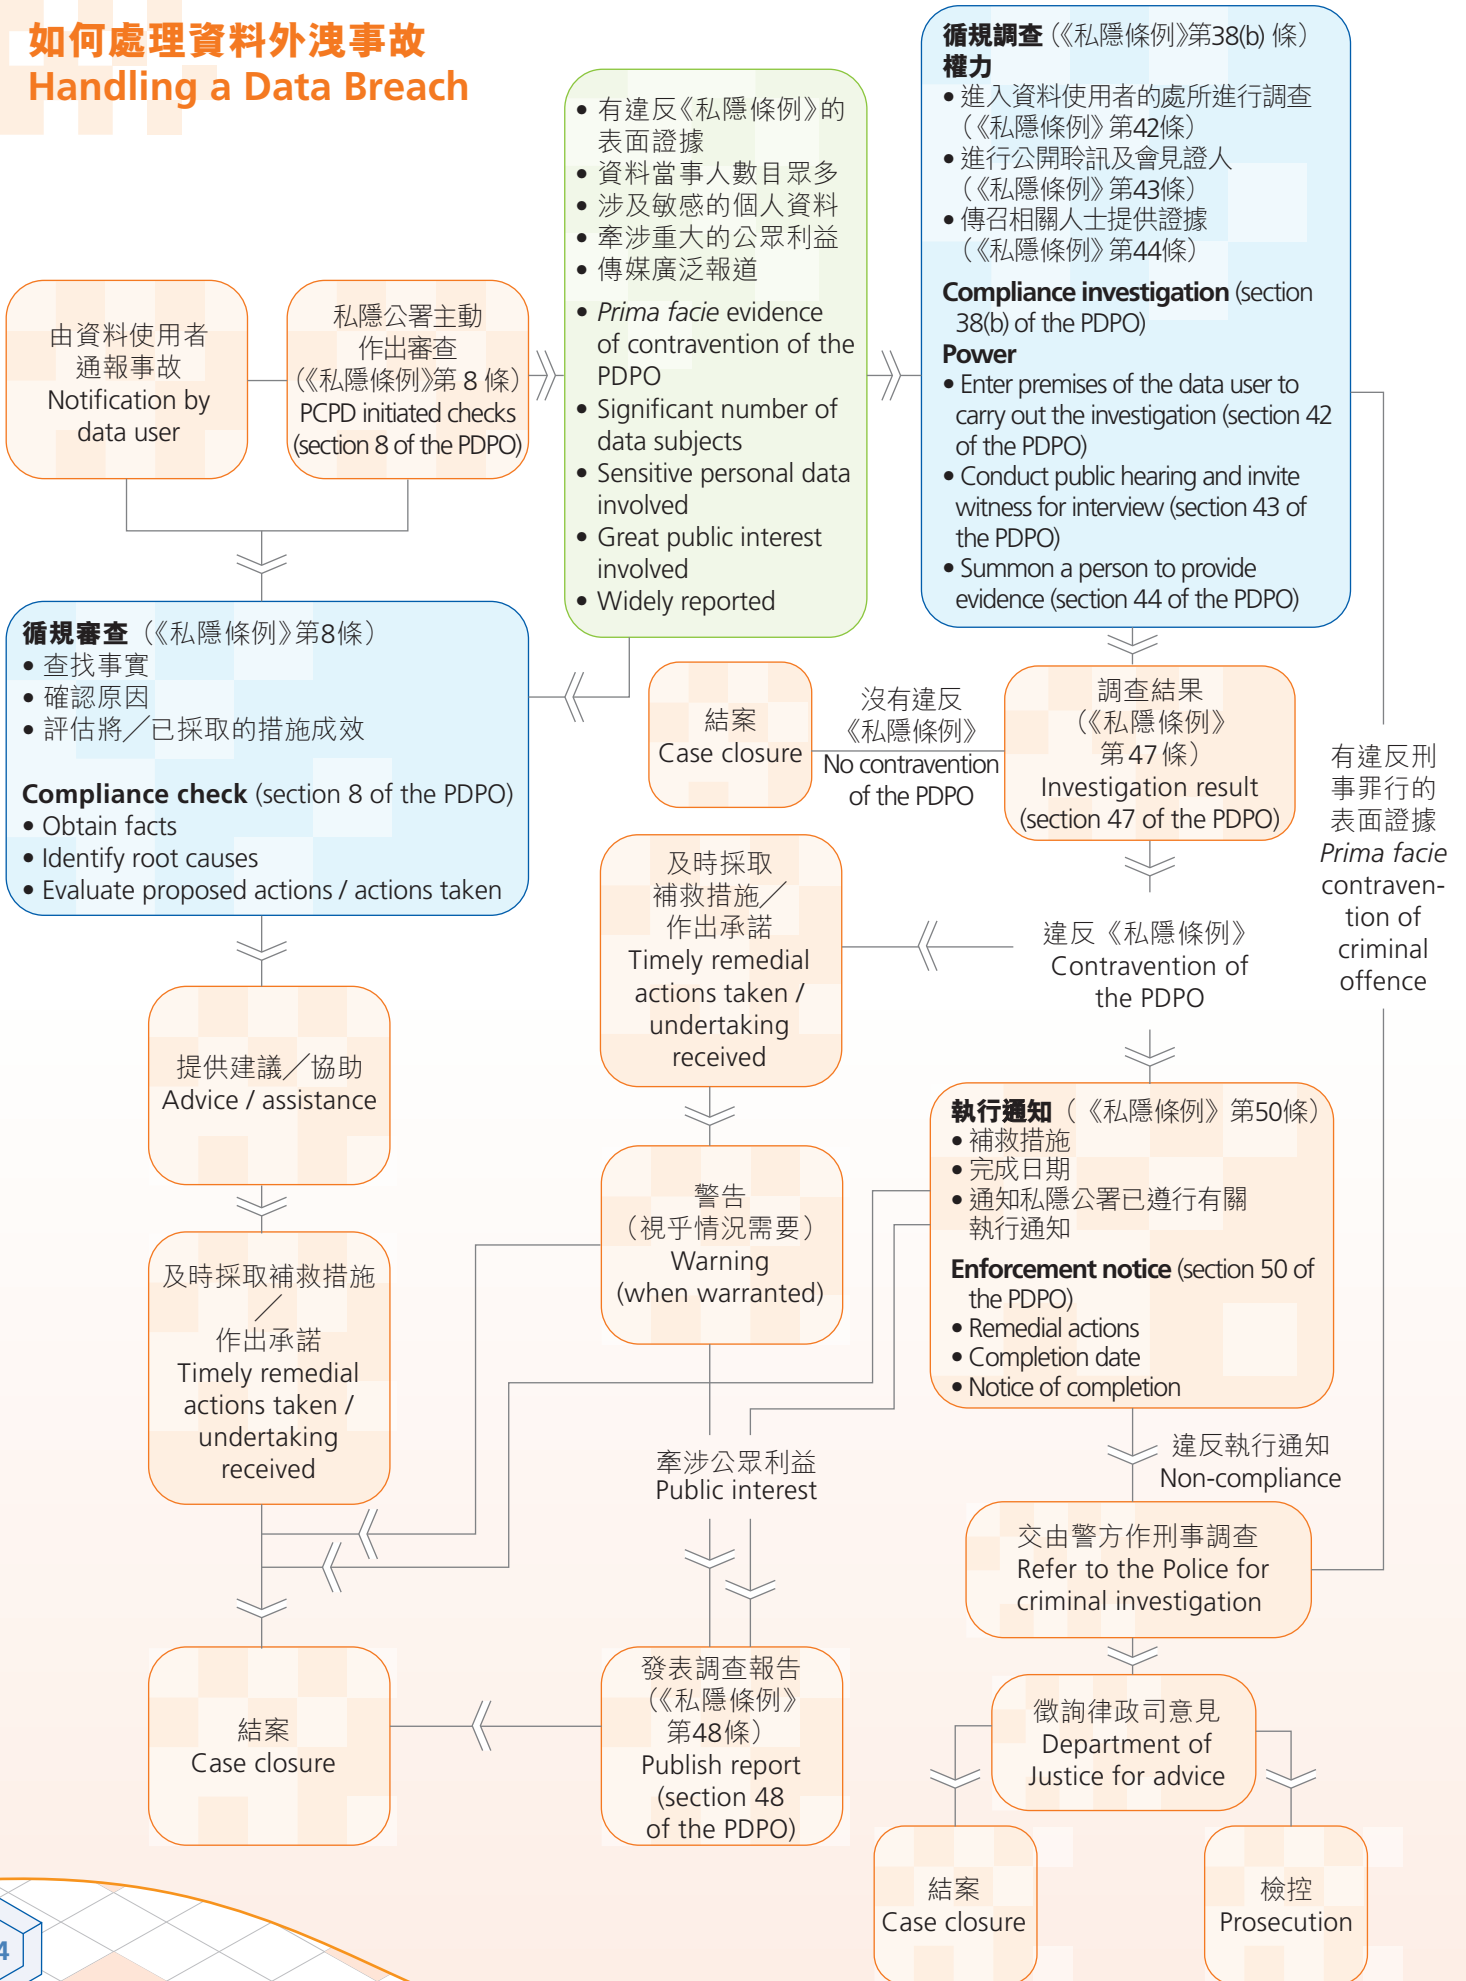 如何處理資料外洩事故
Handling a Data Breach
由資料使用者
通報事故
Notification by
data user
私隱公署主動
作出審查
(《私隱條例》第 8 條)
PCPD initiated checks
(section 8 of the PDPO)
• 有違反《私隱條例》的
表面證據
• 資料當事人數目眾多
• 涉及敏感的個人資料
• 牽涉重大的公眾利益
• 傳媒廣泛報道
• Prima facie evidence
of contravention of the
PDPO
• Significant number of
data subjects
• Sensitive personal data
involved
• Great public interest
involved
• Widely reported
循規調查(《私隱條例》第38(b) 條)
權力
• 進入資料使用者的處所進行調查
(《私隱條例》第42條)
• 進行公開聆訊及會見證人
(《私隱條例》第43條)
• 傳召相關人士提供證據
(《私隱條例》第44條)
Compliance investigation (section
38(b) of the PDPO)
Power
• Enter premises of the data user to
carry out the investigation (section 42
of the PDPO)
• Conduct public hearing and invite
witness for interview (section 43 of
the PDPO)
• Summon a person to provide
evidence (section 44 of the PDPO)
循規審查(《私隱條例》第8條)
• 查找事實
• 確認原因
• 評估將／已採取的措施成效
Compliance check (section 8 of the PDPO)
• Obtain facts
• Identify root causes
• Evaluate proposed actions / actions taken
結案
Case closure
沒有違反
《私隱條例》
No contravention
of the PDPO
調查結果
(《私隱條例》
第47條)
Investigation result
(section 47 of the PDPO)
有違反刑
事罪行的
表面證據
Prima facie
contraven-
tion of
criminal
offence
及時採取
補救措施／
作出承諾
Timely remedial
actions taken /
undertaking
received
違反《私隱條例》
Contravention of
the PDPO
提供建議／協助
Advice / assistance
警告
(視乎情況需要)
Warning
(when warranted)
執行通知(《私隱條例》第50條)
• 補救措施
• 完成日期
• 通知私隱公署已遵行有關
執行通知
Enforcement notice (section 50 of
the PDPO)
• Remedial actions
• Completion date
• Notice of completion
及時採取補救措施
／
作出承諾
Timely remedial
actions taken /
undertaking
received
牽涉公眾利益
Public interest
違反執行通知
Non-compliance
交由警方作刑事調查
Refer to the Police for
criminal investigation
結案
Case closure
發表調查報告
(《私隱條例》
第48條)
Publish report
(section 48
of the PDPO)
徵詢律政司意見
Department of
Justice for advice
結案
Case closure
檢控
Prosecution